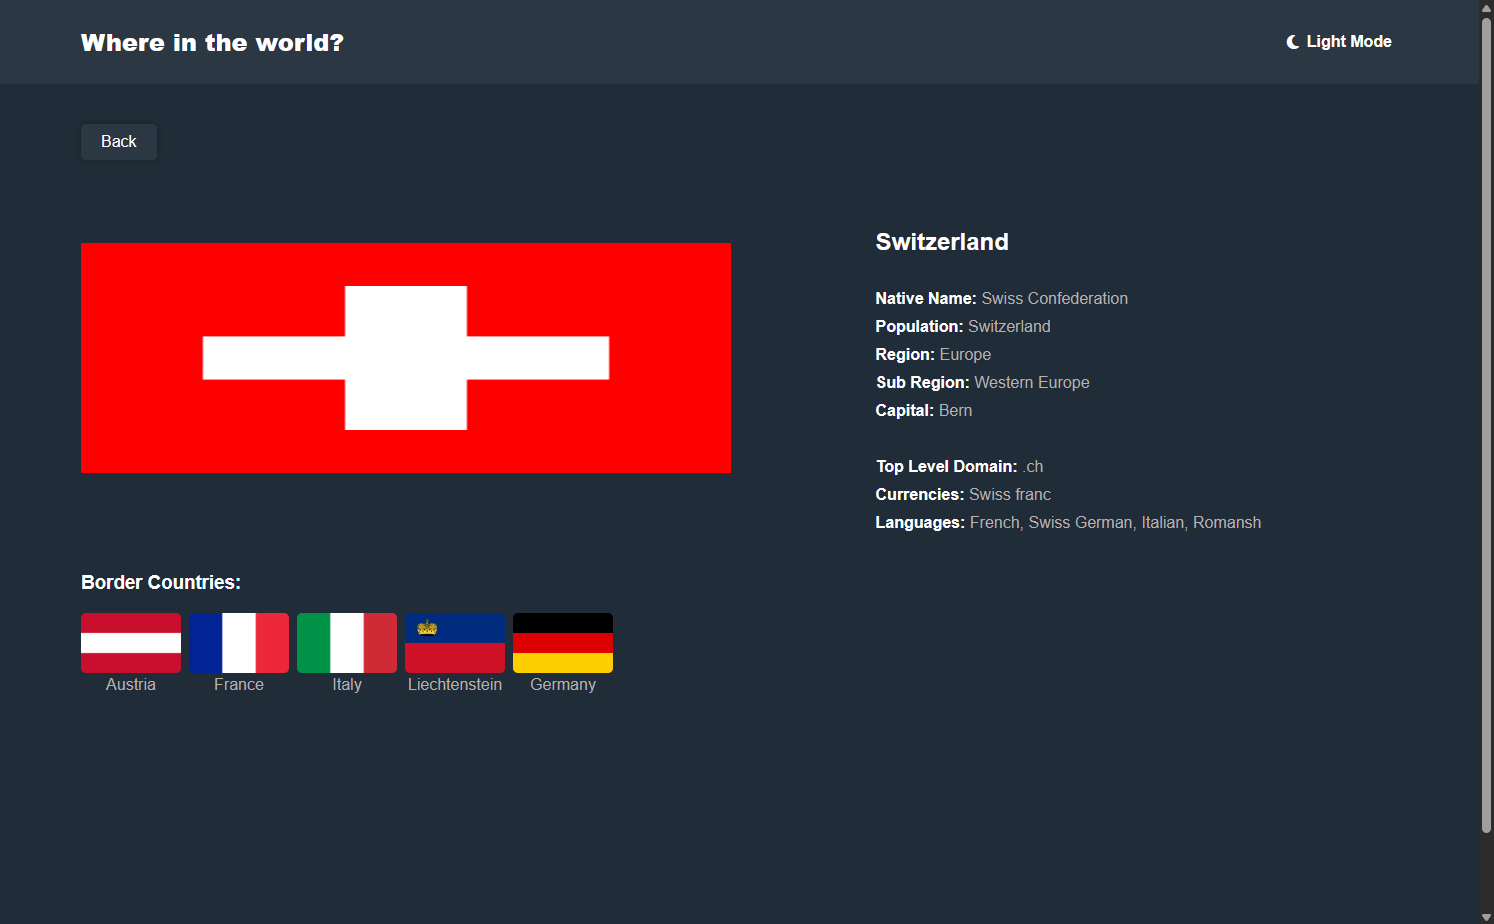 Where in the world?
Light Mode
Back
Switzerland
Native Name: Swiss Confederation
Population: Switzerland
Region: Europe
Sub Region: Western Europe
Capital: Bern
Top Level Domain: .ch
Currencies: Swiss franc
Languages: French, Swiss German, Italian, Romansh
Border Countries:
Austria
France
Italy
Liechtenstein
Germany